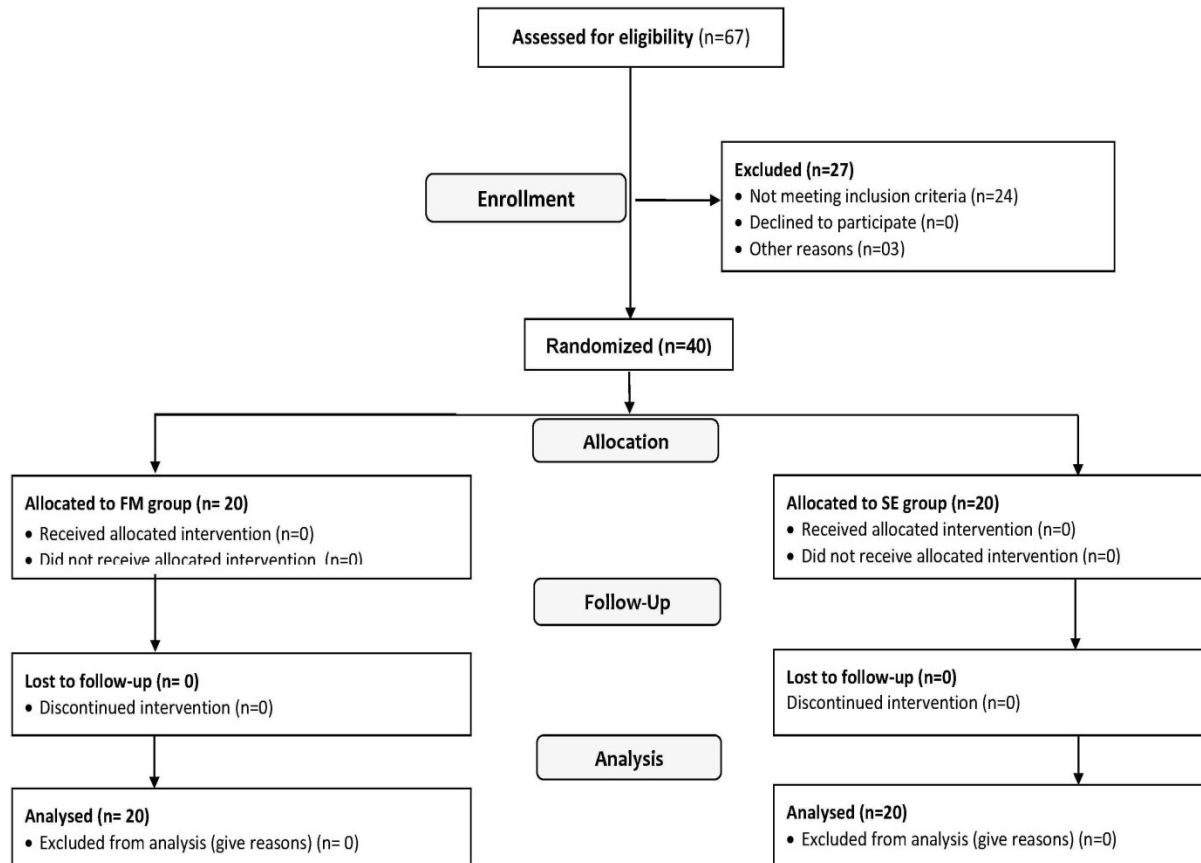 Assessed for eligibility (n=67)
Excluded (n=27)
• Not meeting inclusion criteria (n=24)
• Declined to participate (n=0)
• Other reasons (n=03)
Enrollment
Randomized (n=40)
Allocation
Allocated to FM group (n= 20)
• Received allocated intervention (n=0)
• Did not receive allocated intervention (n=0)
Allocated to SE group (n=20)
• Received allocated intervention (n=0)
• Did not receive allocated intervention (n=0)
Follow-Up
Lost to follow-up (n= 0)
• Discontinued intervention (n=0)
Lost to follow-up (n=0)
Discontinued intervention (n=0)
Analysis
Analysed (n= 20)
• Excluded from analysis (give reasons) (n= 0)
Analysed (n=20)
• Excluded from analysis (give reasons) (n=0)